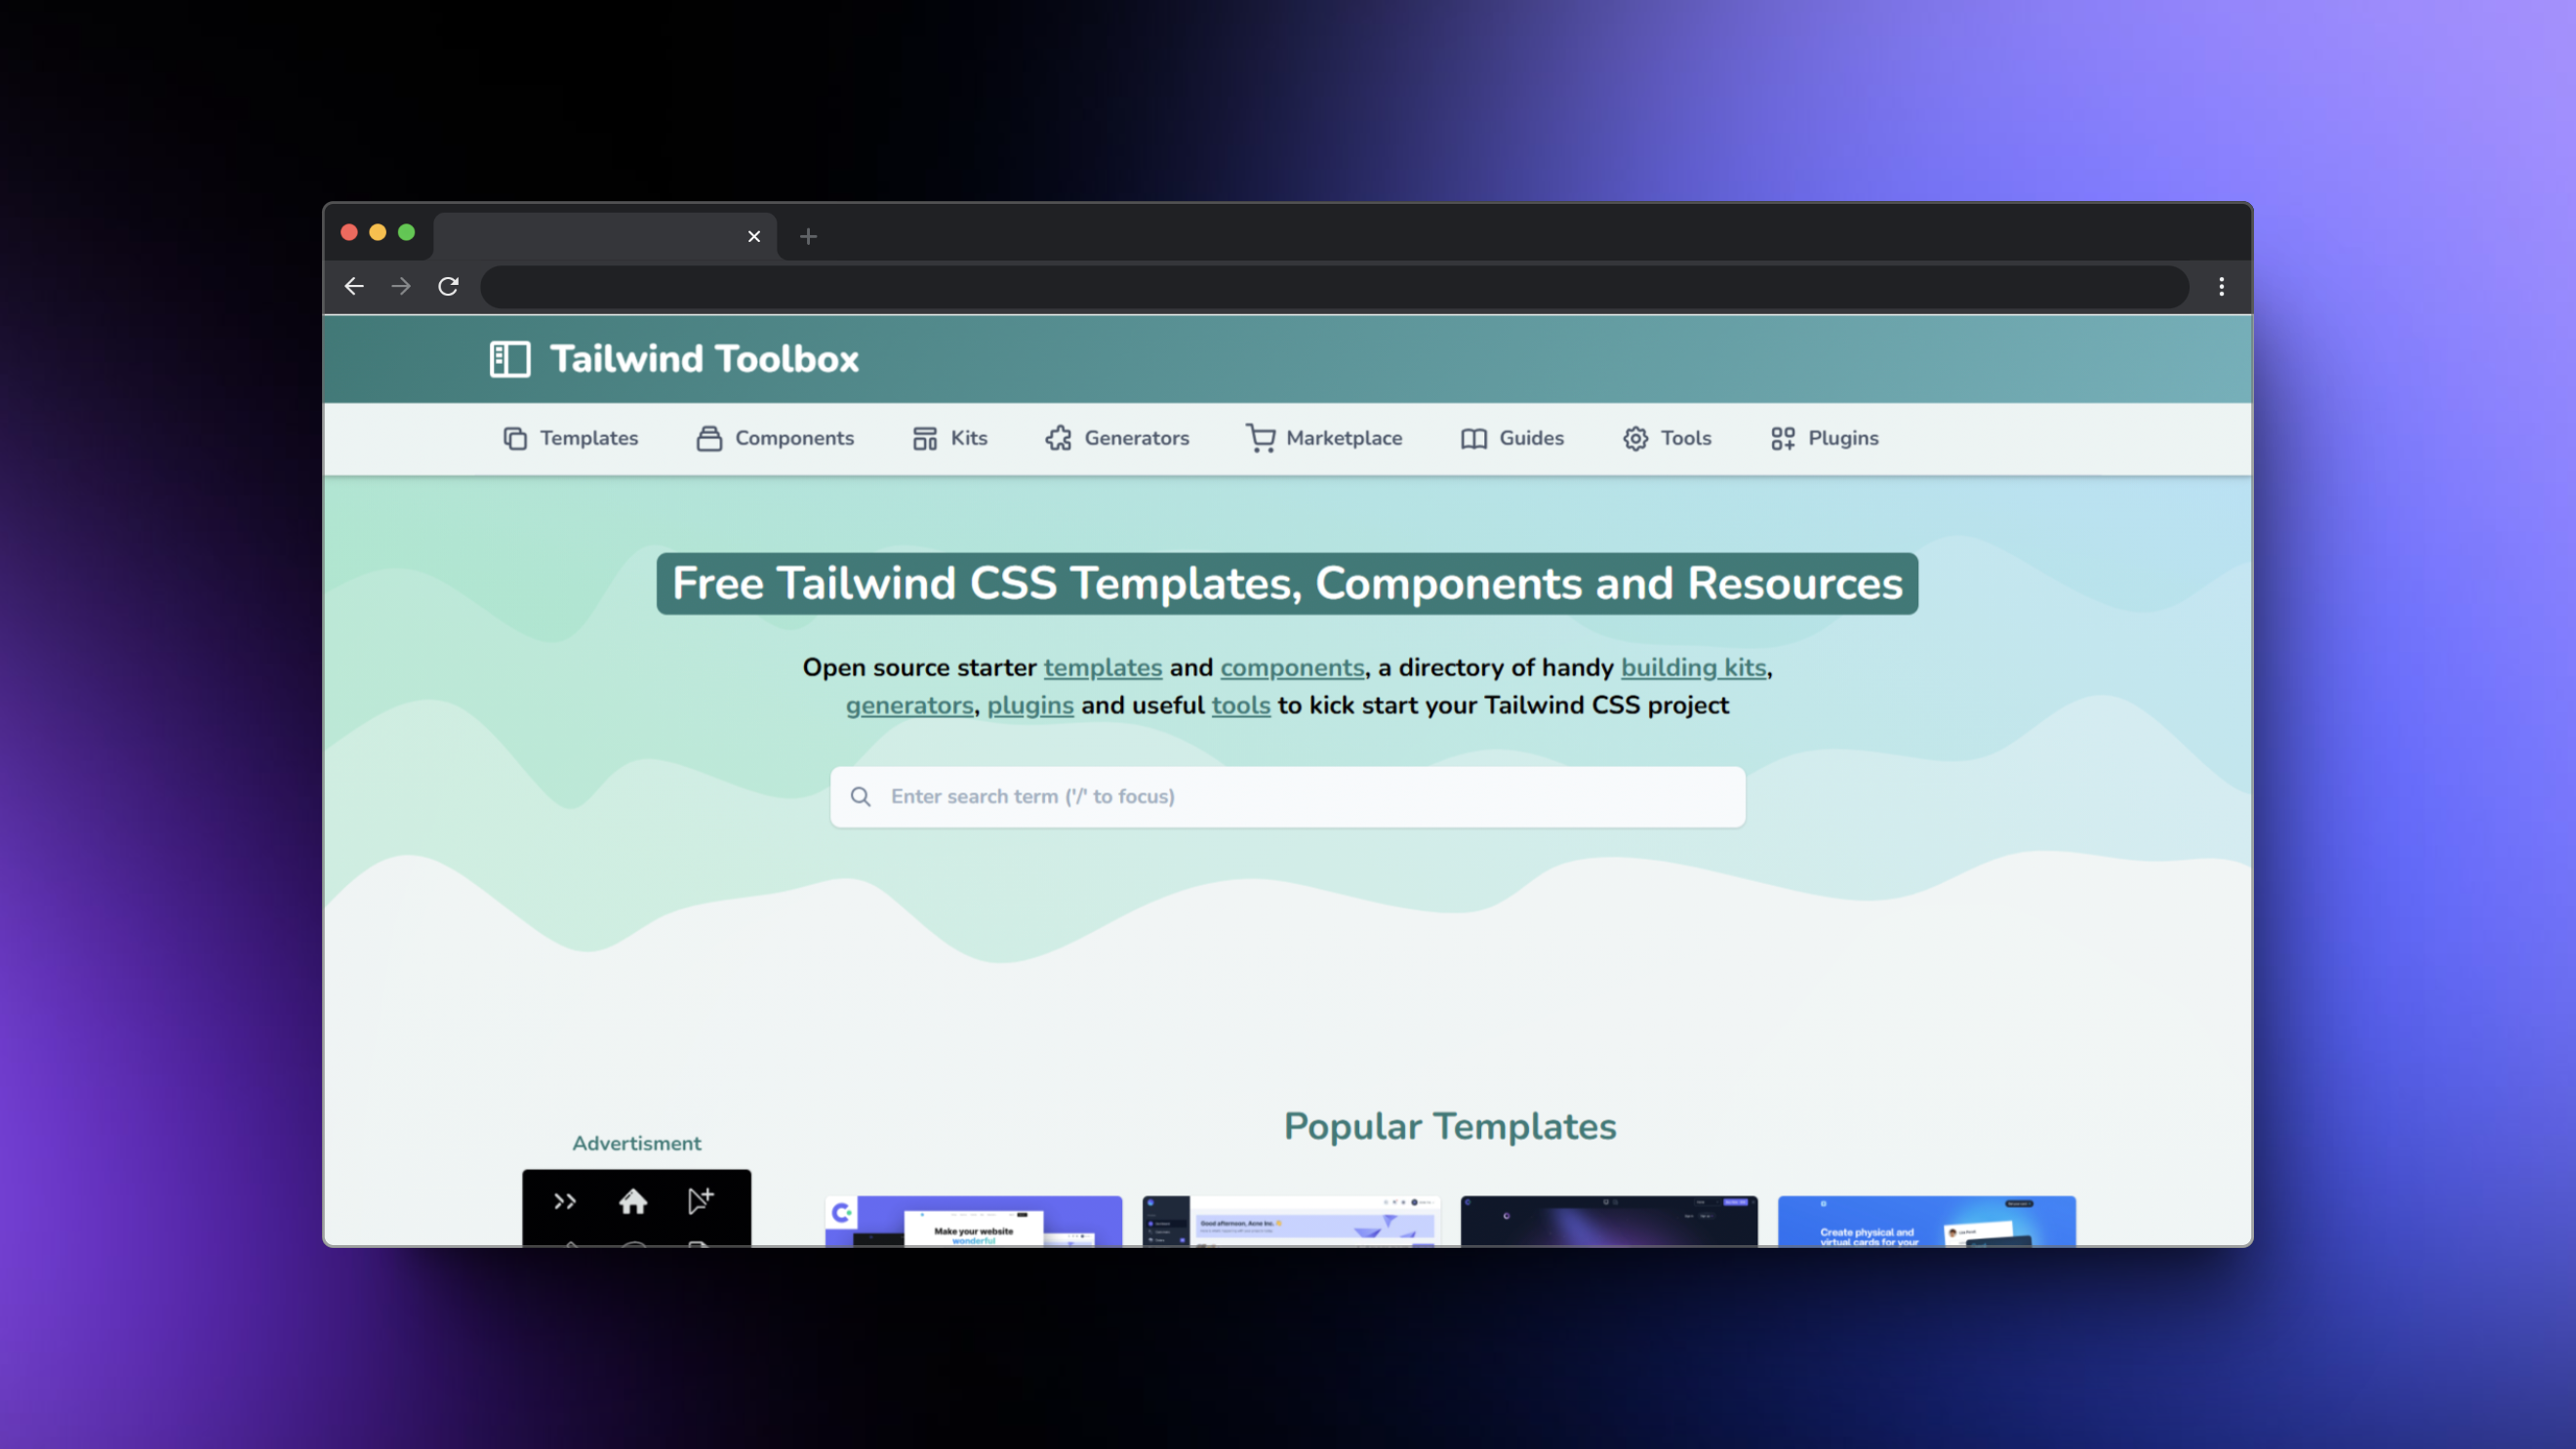 Tailwind Toolbox
Templates
Components
Kits
Generators
Marketplace
Guides
Tools
Plugins
Free Tailwind CSS Templates, Components and Resources
Open source starter templates and components, a directory of handy building kits,
generators, plugins and useful tools to kick start your Tailwind CSS project
Enter search term ('/' to focus)
Popular Templates
Advertisment
Make your website
wonderful
Good afternoon, Acme Inc.
Create physical and
virtual cards for your